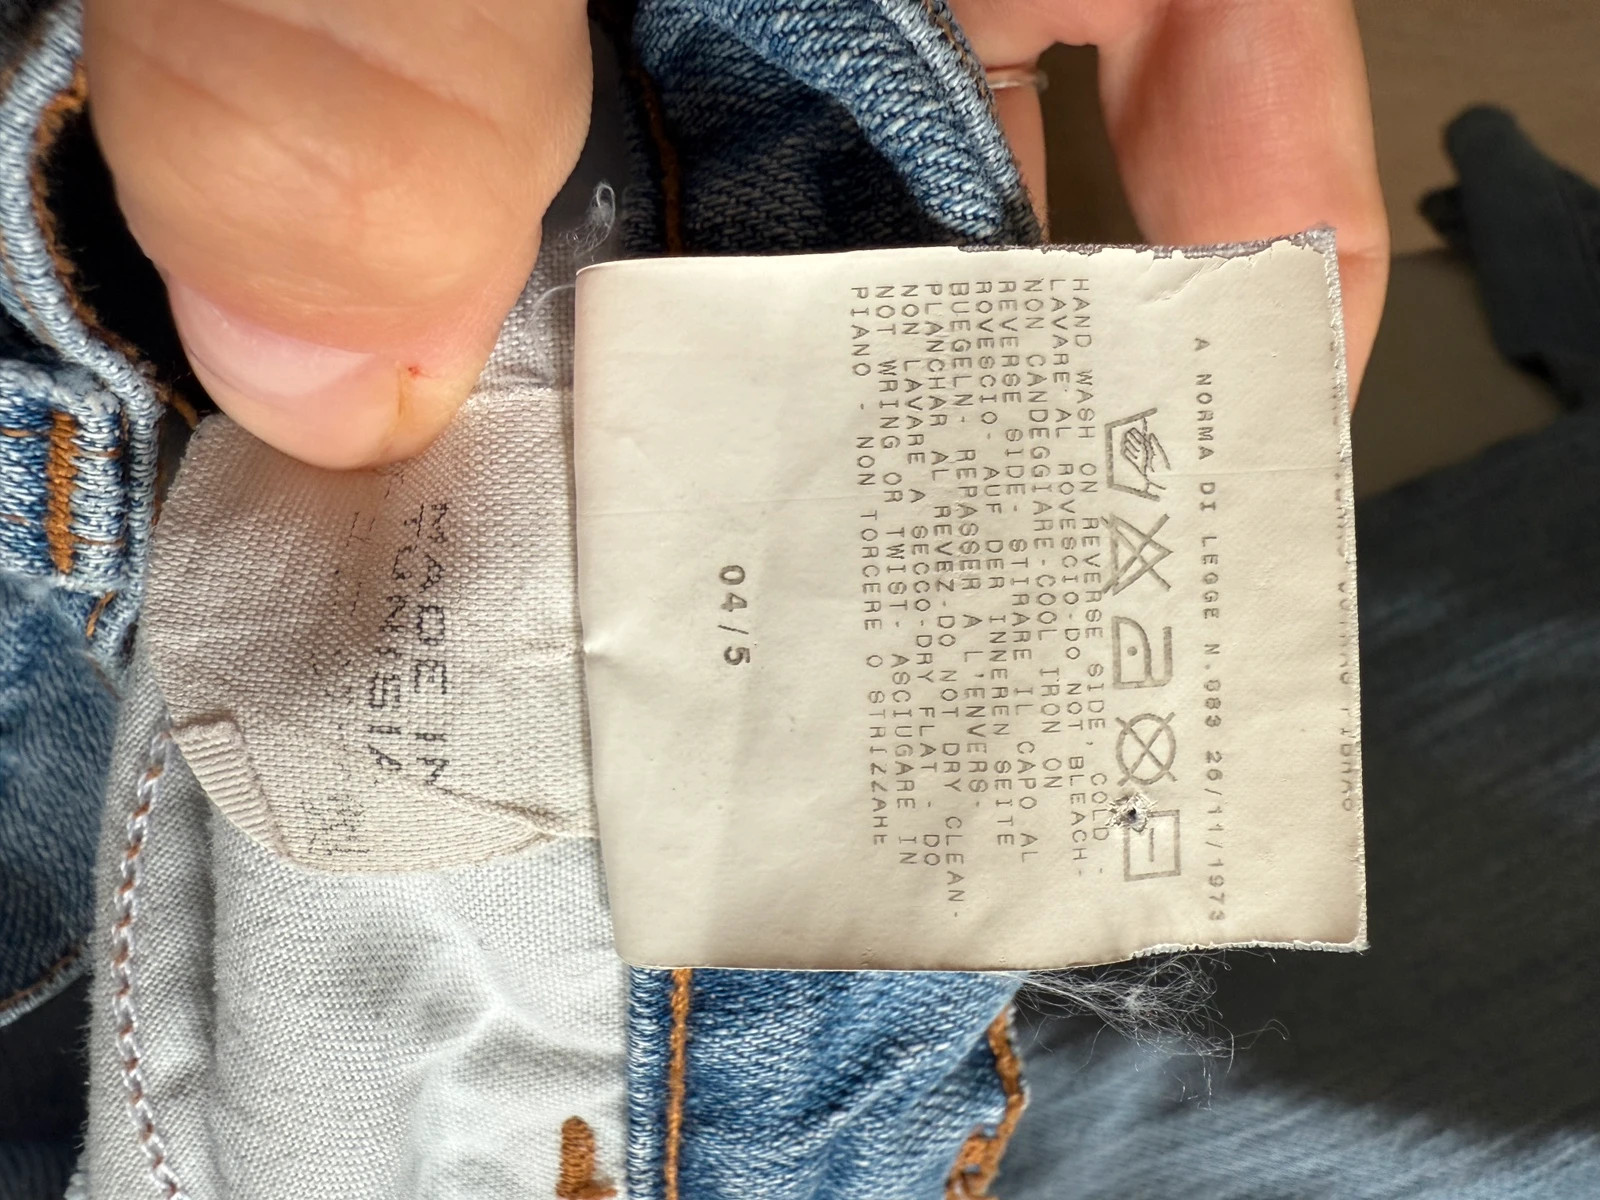 A NORMA DI LEGGE N.883 26/11/1973
HAND WASH ON REVERSE SIDE, COLD -
LAVARE AL ROVESCIO-DO NOT BLEACH-
NON CANDEGGIARE-COOL IRON ON
REVERSE SIDE- STIRARE IL CAPO AL
ROVESCIO- AUF DER INNEREN SEITE
BUEGELN- REPASSER A L'ENVERS-
PLANCHAR AL REVEZ-DO NOT DRY CLEAN-
NON LAVARE A SECCO-DRY FLAT - DO
NOT WRING OR TWIST- ASCIUGARE IN
PIANO - NON TORCERE O STRIZZARE
04/5
MADE IN
TUNISIA